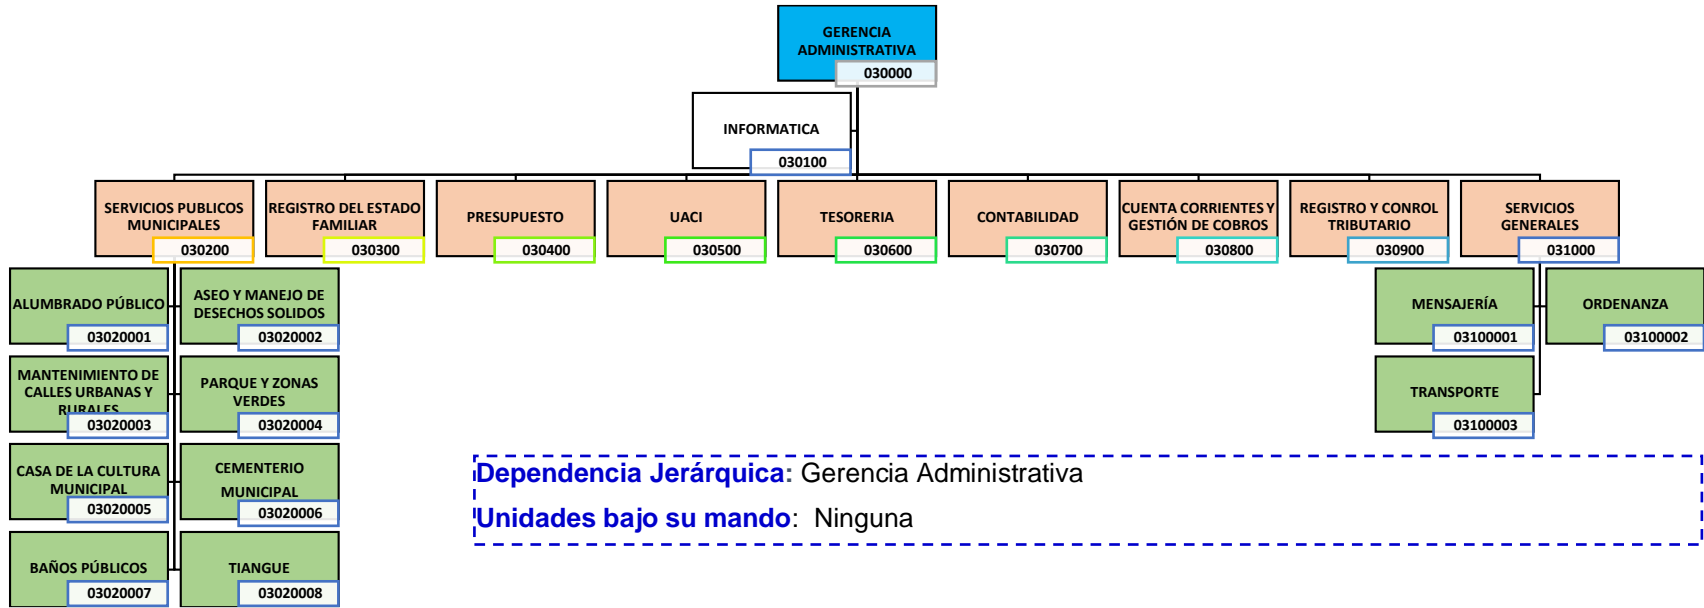 GERENCIA
ADMINISTRATIVA
030000
INFORMATICA
030100
SERVICIOS PUBLICOS
MUNICIPALES
030200
REGISTRO DEL ESTADO
FAMILIAR
030300
PRESUPUESTO
030400
UACI
030500
TESORERIA
030600
CONTABILIDAD
030700
CUENTA CORRIENTES Y
GESTIÓN DE COBROS
030800
REGISTRO Y CONROL
TRIBUTARIO
030900
SERVICIOS
GENERALES
031000
ALUMBRADO PÚBLICO
03020001
ASEO Y MANEJO DE
DESECHOS SOLIDOS
03020002
MENSAJERÍA
03100001
ORDENANZA
03100002
MANTENIMIENTO DE
CALLES URBANAS Y
RURALES
03020003
PARQUE Y ZONAS
VERDES
03020004
TRANSPORTE
03100003
CASA DE LA CULTURA
MUNICIPAL
03020005
CEMENTERIO
MUNICIPAL
03020006
Dependencia Jerárquica: Gerencia Administrativa
Unidades bajo su mando: Ninguna
BAÑOS PÚBLICOS
03020007
TIANGUE
03020008